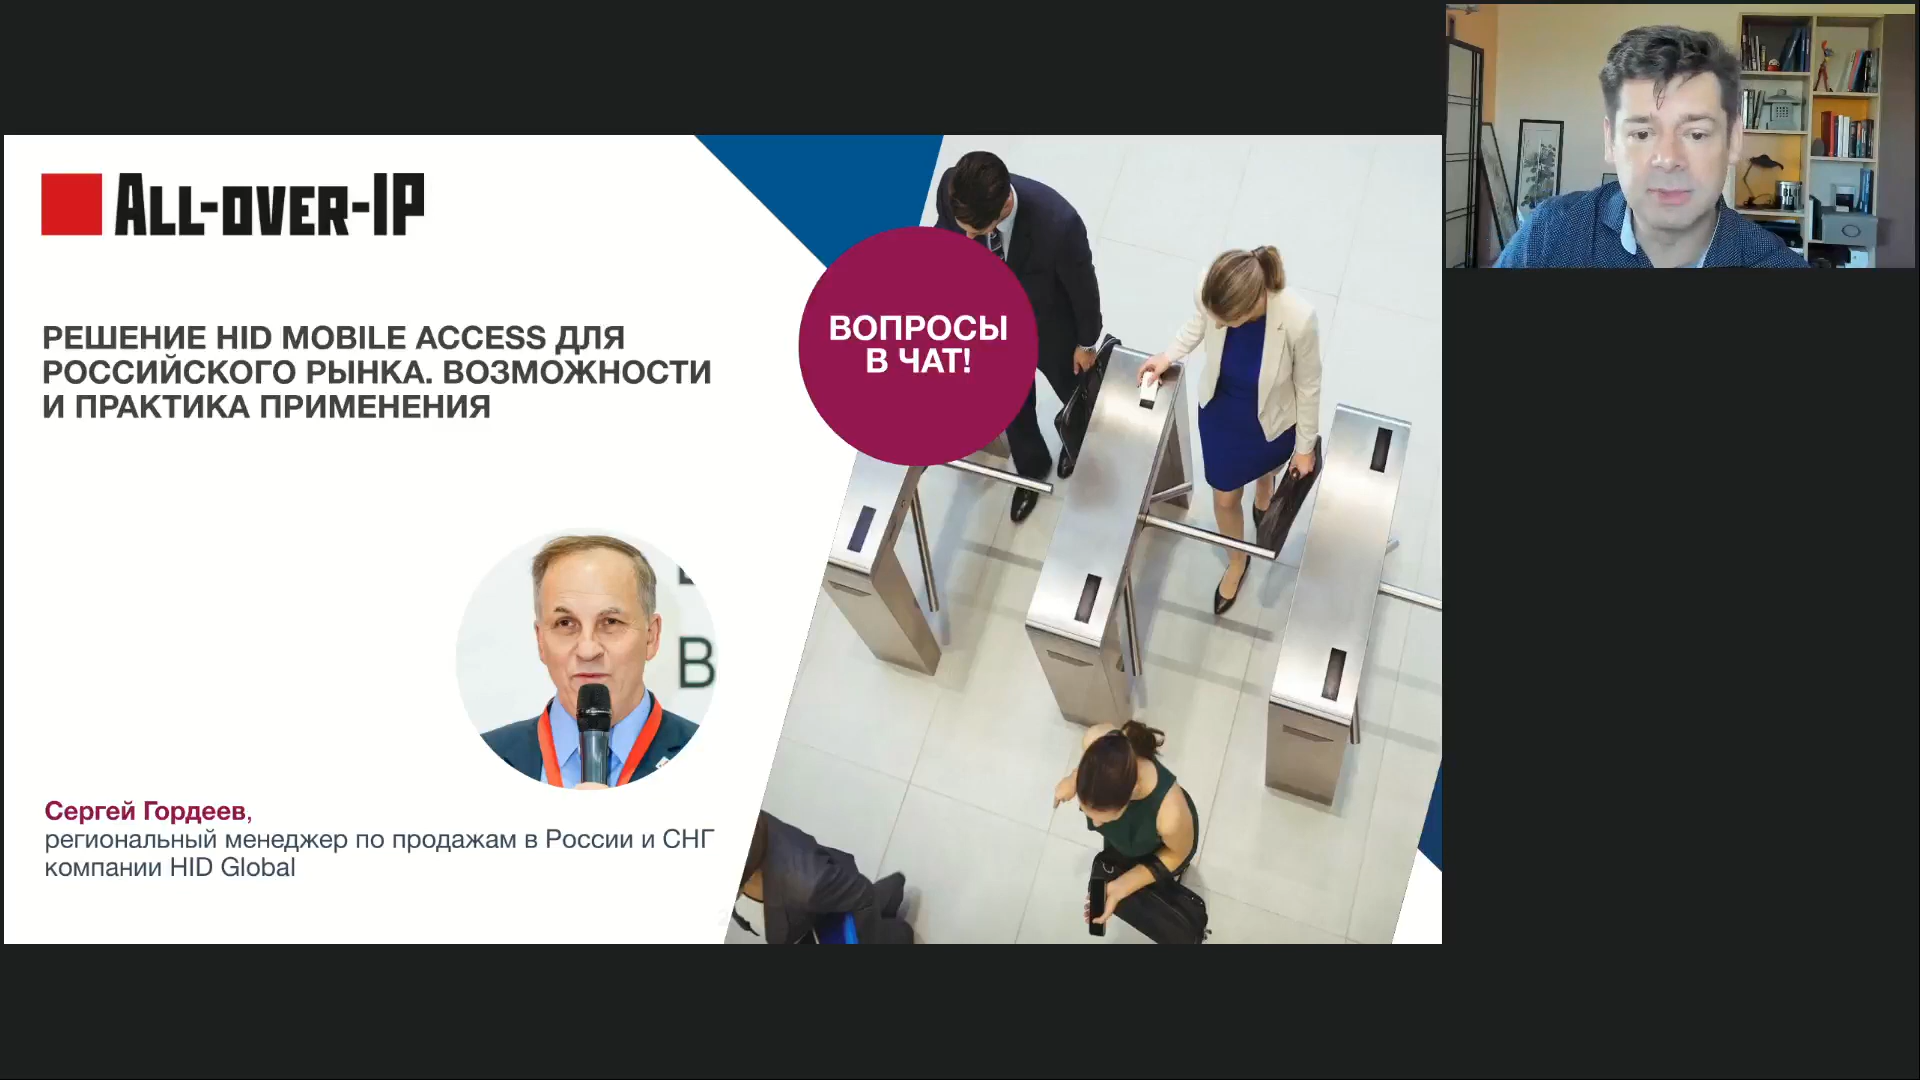 ALL-OVER-IP
РЕШЕНИЕ HID MOBILE ACCESS ДЛЯ
РОССИЙСКОГО РЫНКА. ВОЗМОЖНОСТИ
И ПРАКТИКА ПРИМЕНЕНИЯ
ВОПРОСЫ
В ЧАТ!
В
Сергей Гордеев,
региональный менеджер по продажам в России и СНГ
компании HID Global